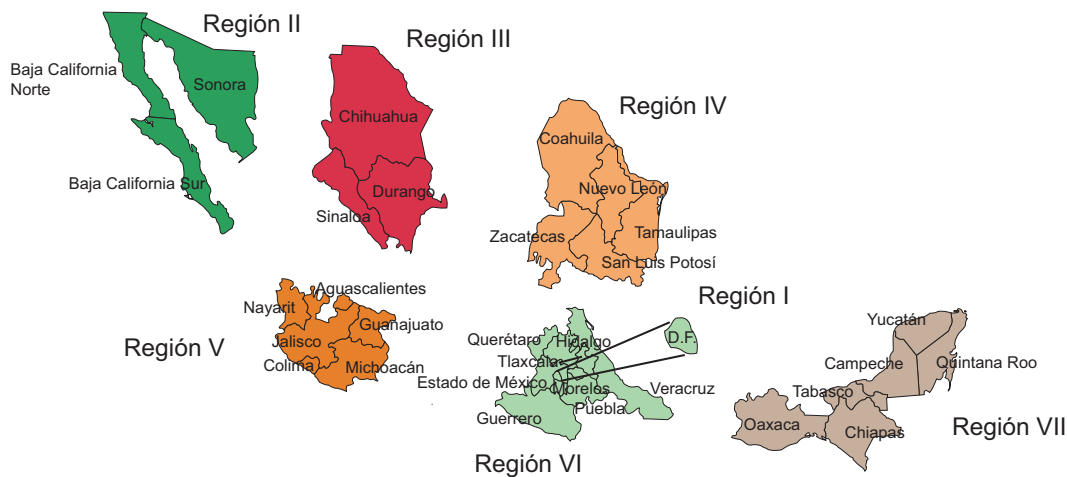 Región II
Baja California
Norte
Sonora
Baja California Sur
Región III
Chihuahua
Durango
Sinaloa
Región IV
Coahuila
Nuevo León
Zacatecas
Tamaulipas
San Luis Potosí
Región V
Nayarit
Aguascalientes
Guanajuato
Jalisco
Colima
Michoacán
Región I
D.F.
Querétaro
Hidalgo
Tlaxcala
Estado de México
Morelos
Veracruz
Puebla
Guerrero
Región VI
Yucatán
Campeche
Quintana Roo
Tabasco
Oaxaca
Chiapas
Región VII